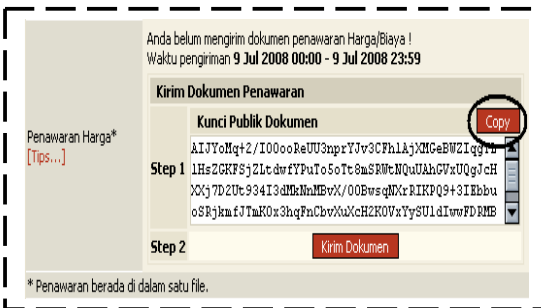 Anda belum mengirim dokumen penawaran Harga/Biaya !
Waktu pengiriman 9 Jul 2008 00:00 - 9 Jul 2008 23:59
Kirim Dokumen Penawaran
Kunci Publik Dokumen
Copy
Penawaran Harga*
[Tips...]
Step 1
AIJYoMq+2/I00ooReUU3nprYJv3CFhlAjXMGeBWZIqgTb
lHsZGKFSjZLtdwfYPuTo5oTt8mSRWtNQuUAhGVxUQgJcH
XXj7D2Ut934I3dMkNnMBvX/00BwsqNXrRIKPQ9+3IEbbu
oSRjkmfJTmK0x3hqFnCbvXuXcH2K0VxYySUldIwwFDRMB
Step 2
Kirim Dokumen
* Penawaran berada di dalam satu file.